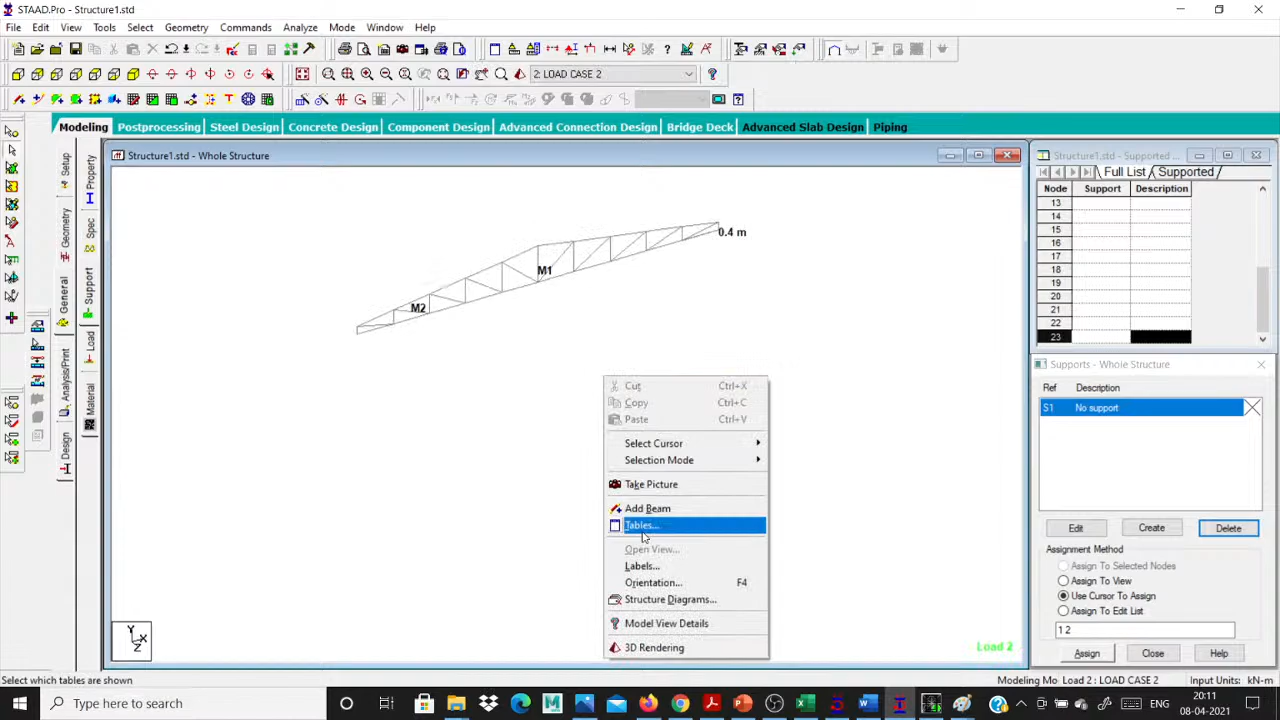 STAAD.Pro - Structure1.std
File Edit View Tools Select Geometry Commands Analyze Mode Window Help
2: LOAD CASE 2
Modeling Postprocessing Steel Design Concrete Design Component Design Advanced Connection Design Bridge Deck Advanced Slab Design Piping
Structure1.std - Whole Structure
Setup
Geometry
General
Analysis/Print
Design
Property
Spec
Support
Load
Material
0.4 m
M1
M2
Cut Ctrl+X
Copy Ctrl+C
Paste Ctrl+V
Select Cursor
Selection Mode
Take Picture
Add Beam
Tables...
Open View...
Labels...
Orientation... F4
Structure Diagrams...
Model View Details
3D Rendering
Y
X
Z
Load 2
Structure1.std - Supported ...
Full List Supported
Node Support Description
13
14
15
16
17
18
19
20
21
22
23
Supports - Whole Structure
Ref Description
S1 No support
Edit Create Delete
Assignment Method
Assign To Selected Nodes
Assign To View
Use Cursor To Assign
Assign To Edit List
1 2
Assign Close Help
Select which tables are shown
Modeling Mo Load 2 : LOAD CASE 2 Input Units: kN-m
Type here to search
ENG
20:11
08-04-2021